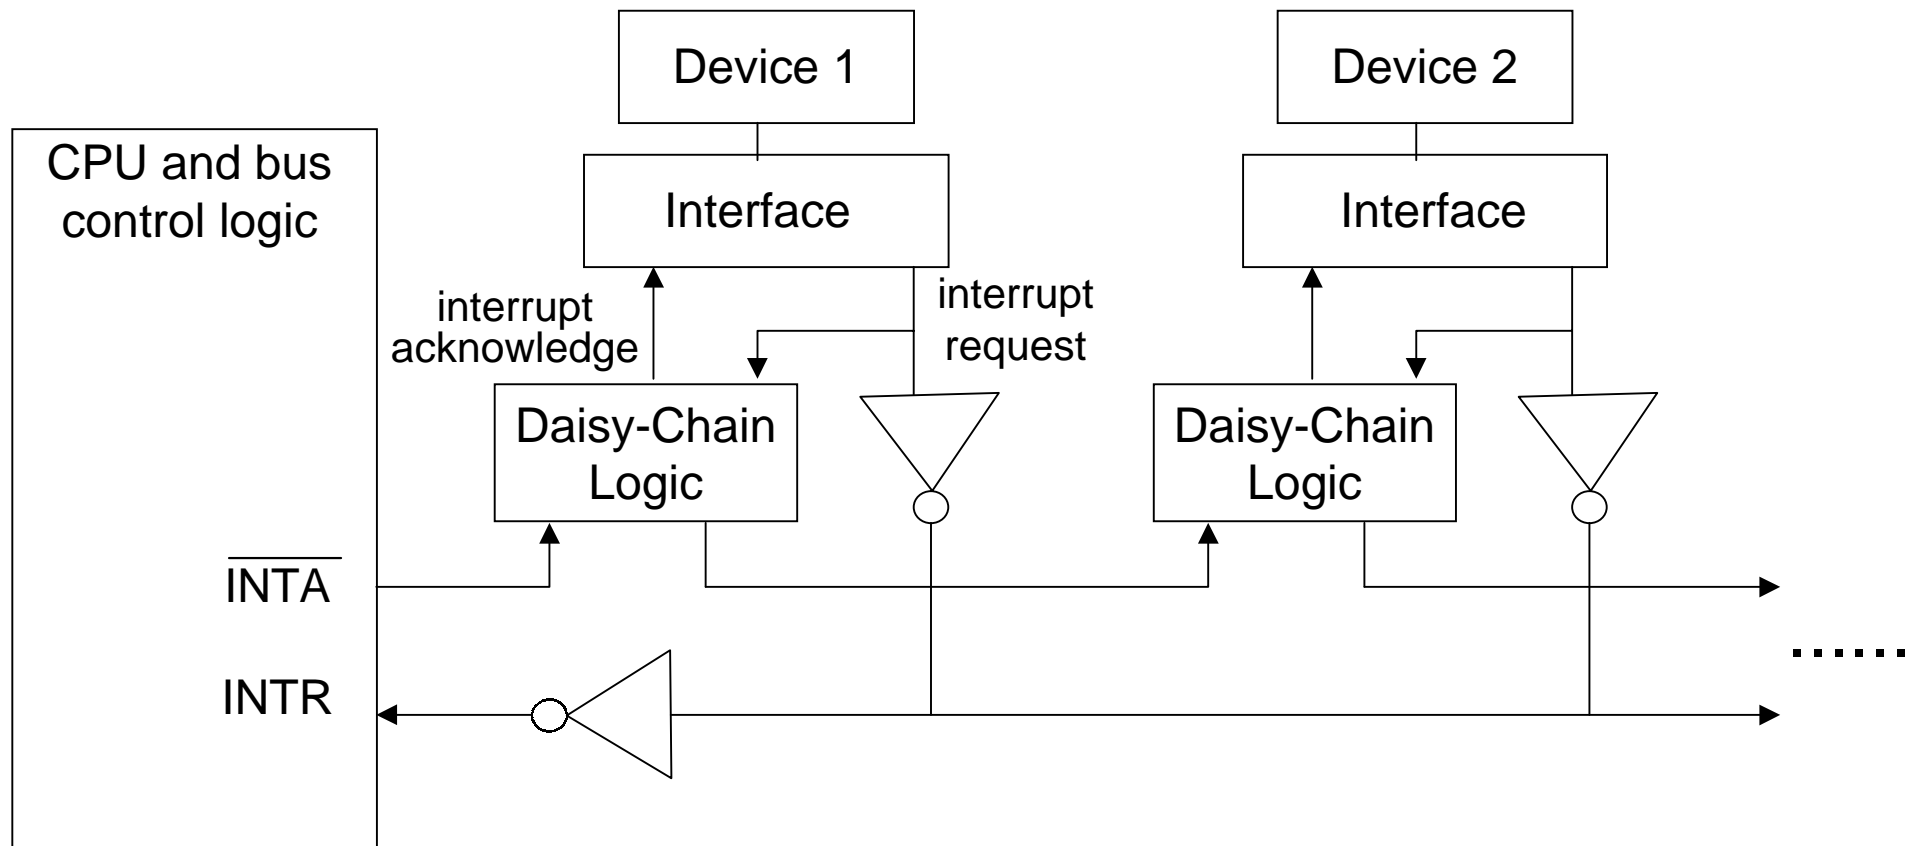 Device 1
Device 2
CPU and bus
control logic
Interface
Interface
interrupt
acknowledge
interrupt
request
Daisy-Chain
Logic
Daisy-Chain
Logic
INTA
INTR